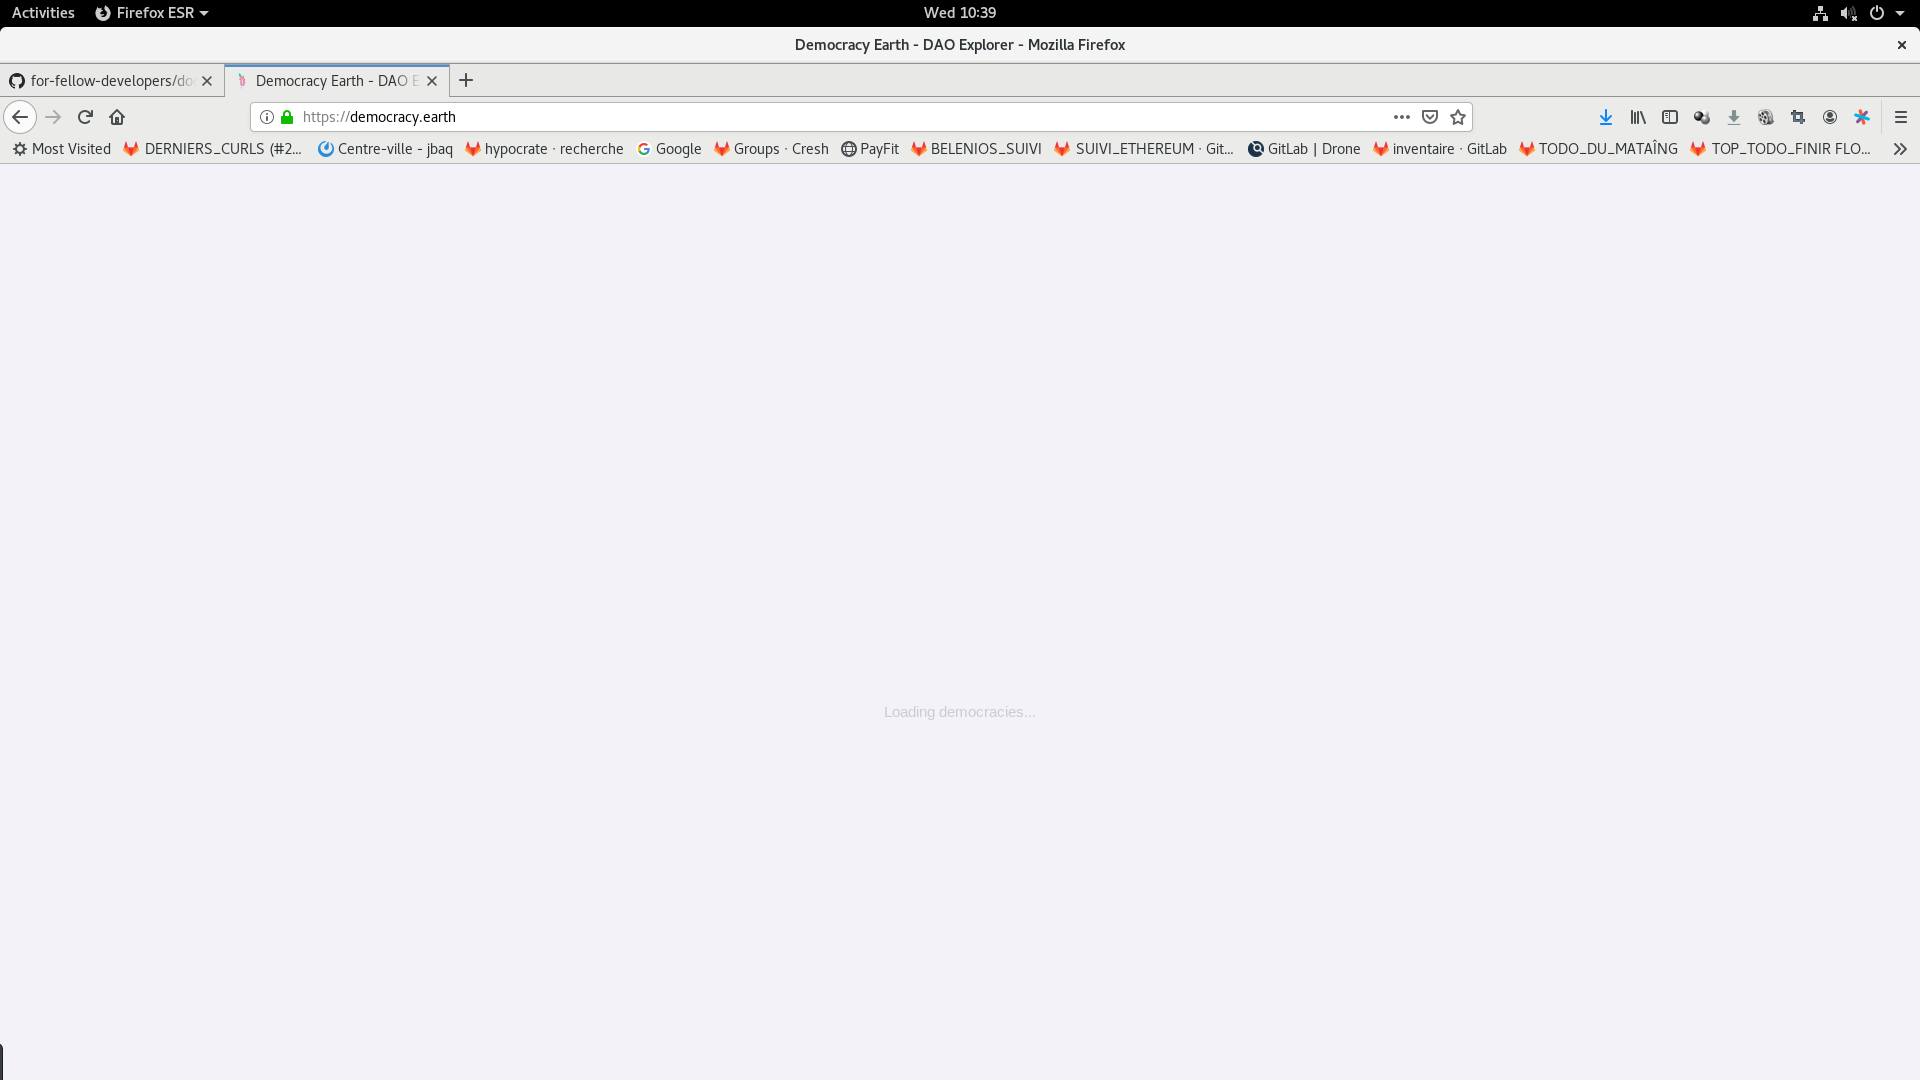 Activities Firefox ESR Wed 10:39
Democracy Earth - DAO Explorer - Mozilla Firefox
for-fellow-developers/do Democracy Earth - DAO E
https://democracy.earth
Most Visited DERNIERS_CURLS (#2... Centre-ville - jbaq hypocrate · recherche Google Groups · Cresh PayFit BELENIOS_SUIVI SUIVI_ETHEREUM · Git... GitLab | Drone inventaire · GitLab TODO_DU_MATAÎNG TOP_TODO_FINIR FLO...
Loading democracies...